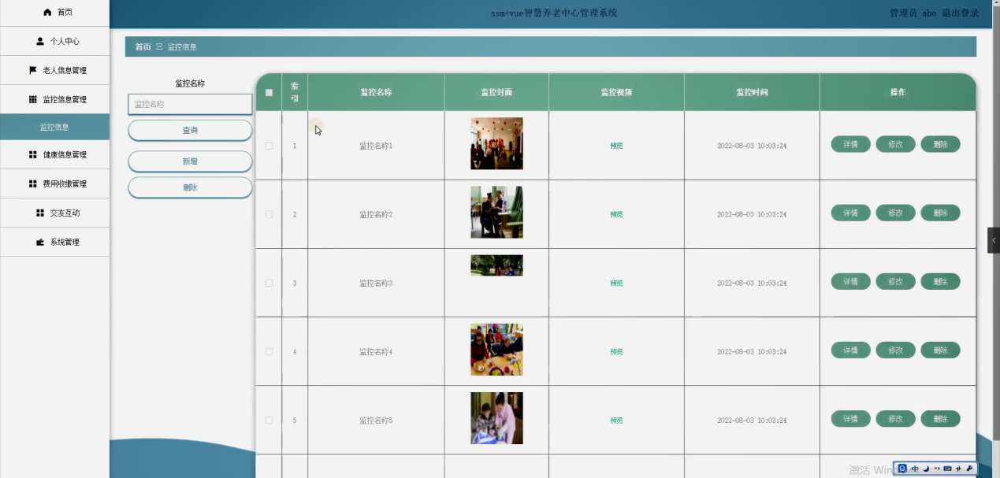 ssm+vue智慧养老中心管理系统
管理员 abo 退出登录
首页
个人中心
老人信息管理
监控信息管理
监控信息
健康信息管理
费用收缴管理
交友互动
系统管理
首页 监控信息
监控名称
监控名称
查询
新增
删除
索引 监控名称 监控封面 监控视频 监控时间 操作
1 监控名称1 预览 2022-08-03 10:03:24 详情 修改 删除
2 监控名称2 预览 2022-08-03 10:03:24 详情 修改 删除
3 监控名称3 预览 2022-08-03 10:03:24 详情 修改 删除
4 监控名称4 预览 2022-08-03 10:03:24 详情 修改 删除
5 监控名称5 预览 2022-08-03 10:03:24 详情 修改 删除
激活 Win
中